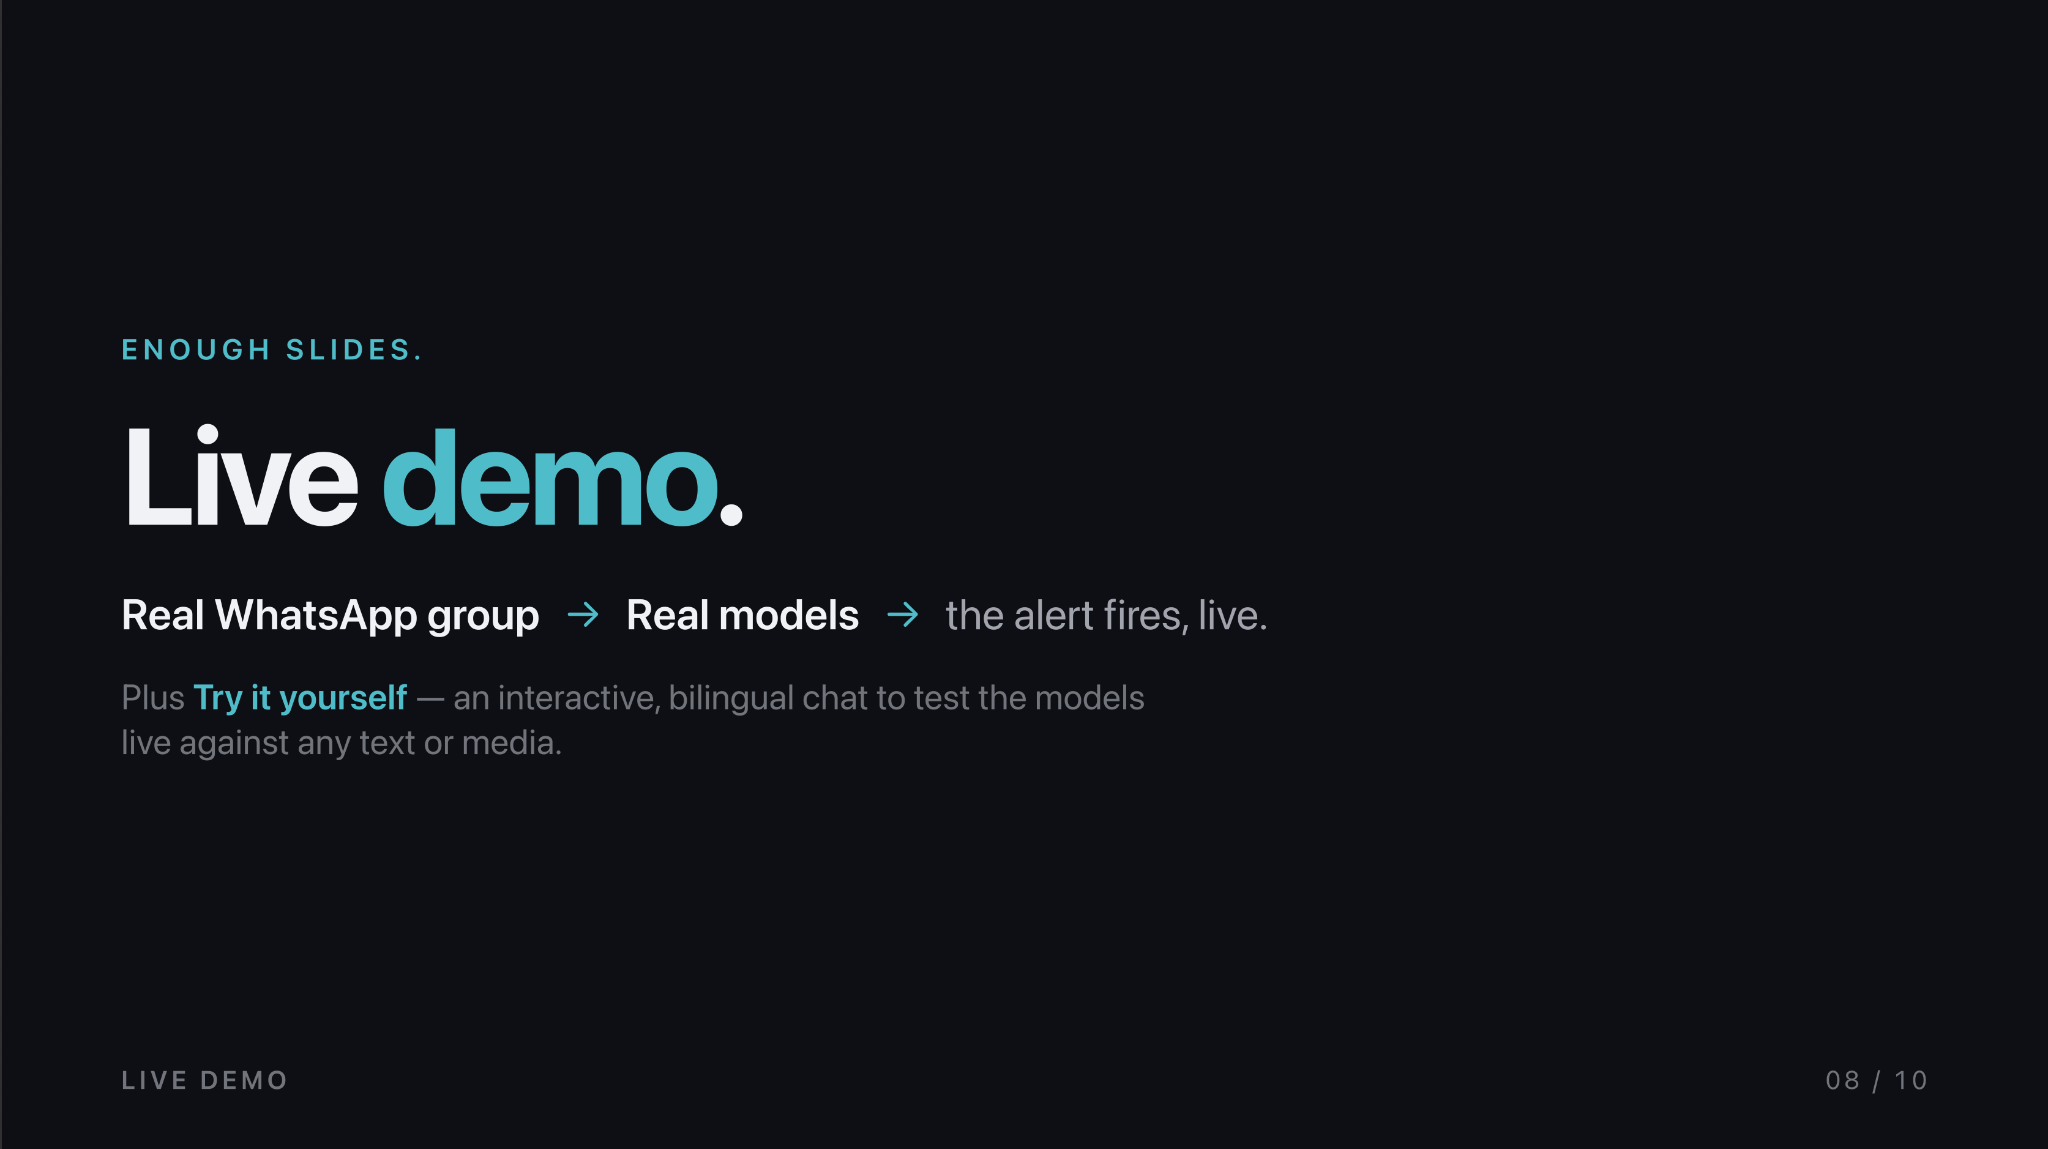 ENOUGH SLIDES.
Live demo.
Real WhatsApp group → Real models → the alert fires, live.
Plus Try it yourself — an interactive, bilingual chat to test the models
live against any text or media.
LIVE DEMO
08 / 10